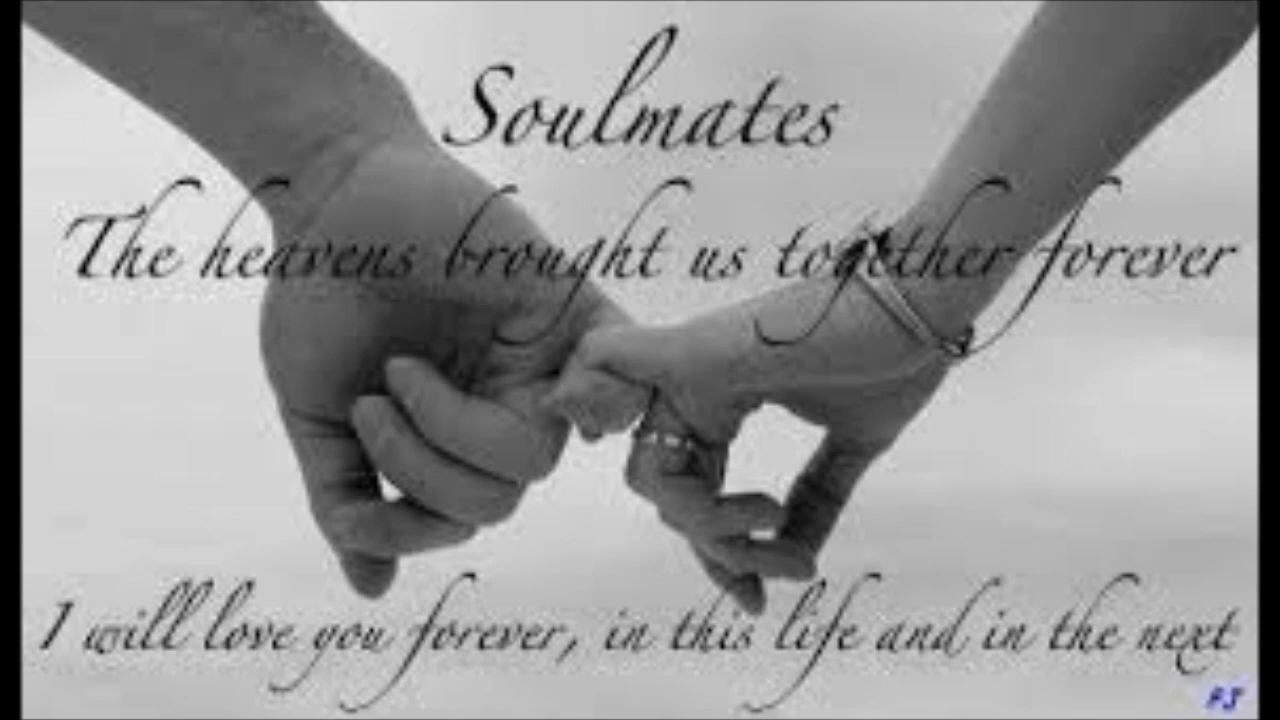 Soulmates
The heavens brought us together forever
I will love you forever, in this life and in the next